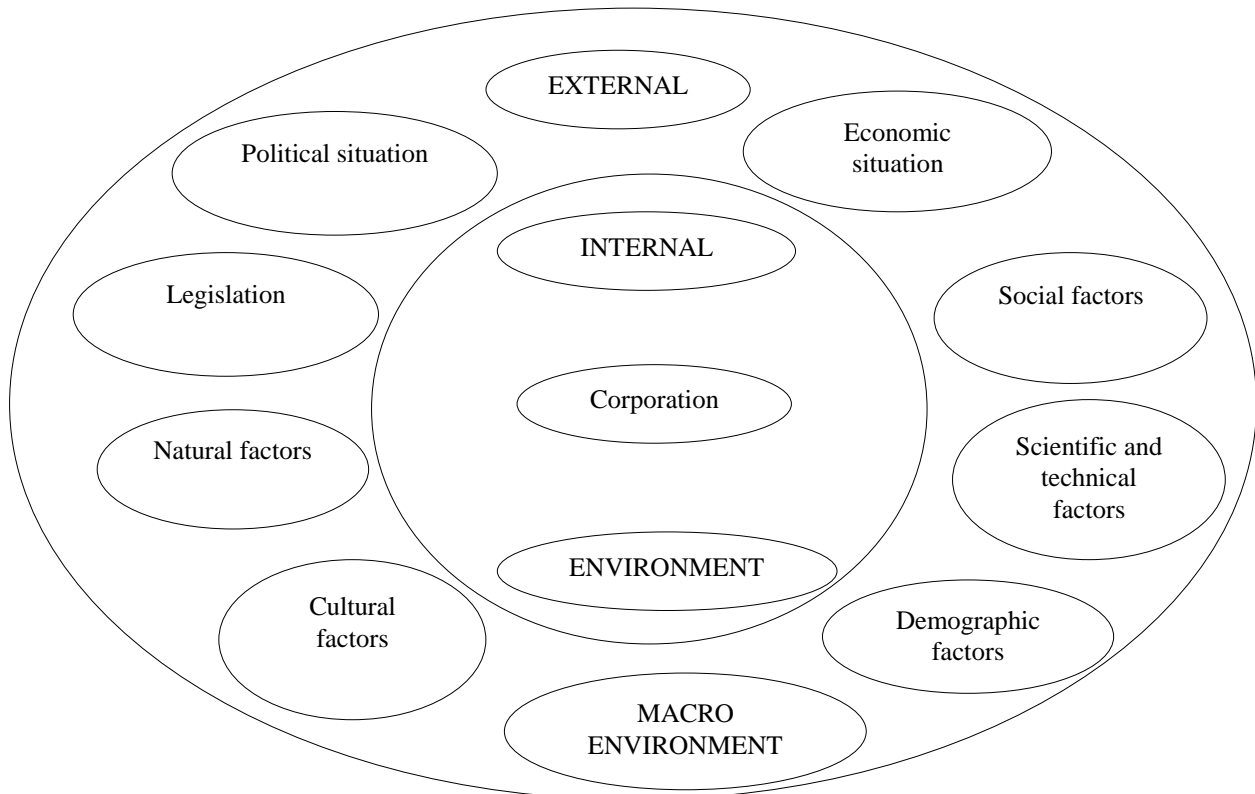 EXTERNAL
Political situation
Economic
situation
INTERNAL
Legislation
Social factors
Corporation
Natural factors
Scientific and
technical
factors
ENVIRONMENT
Cultural
factors
Demographic
factors
MACRO
ENVIRONMENT